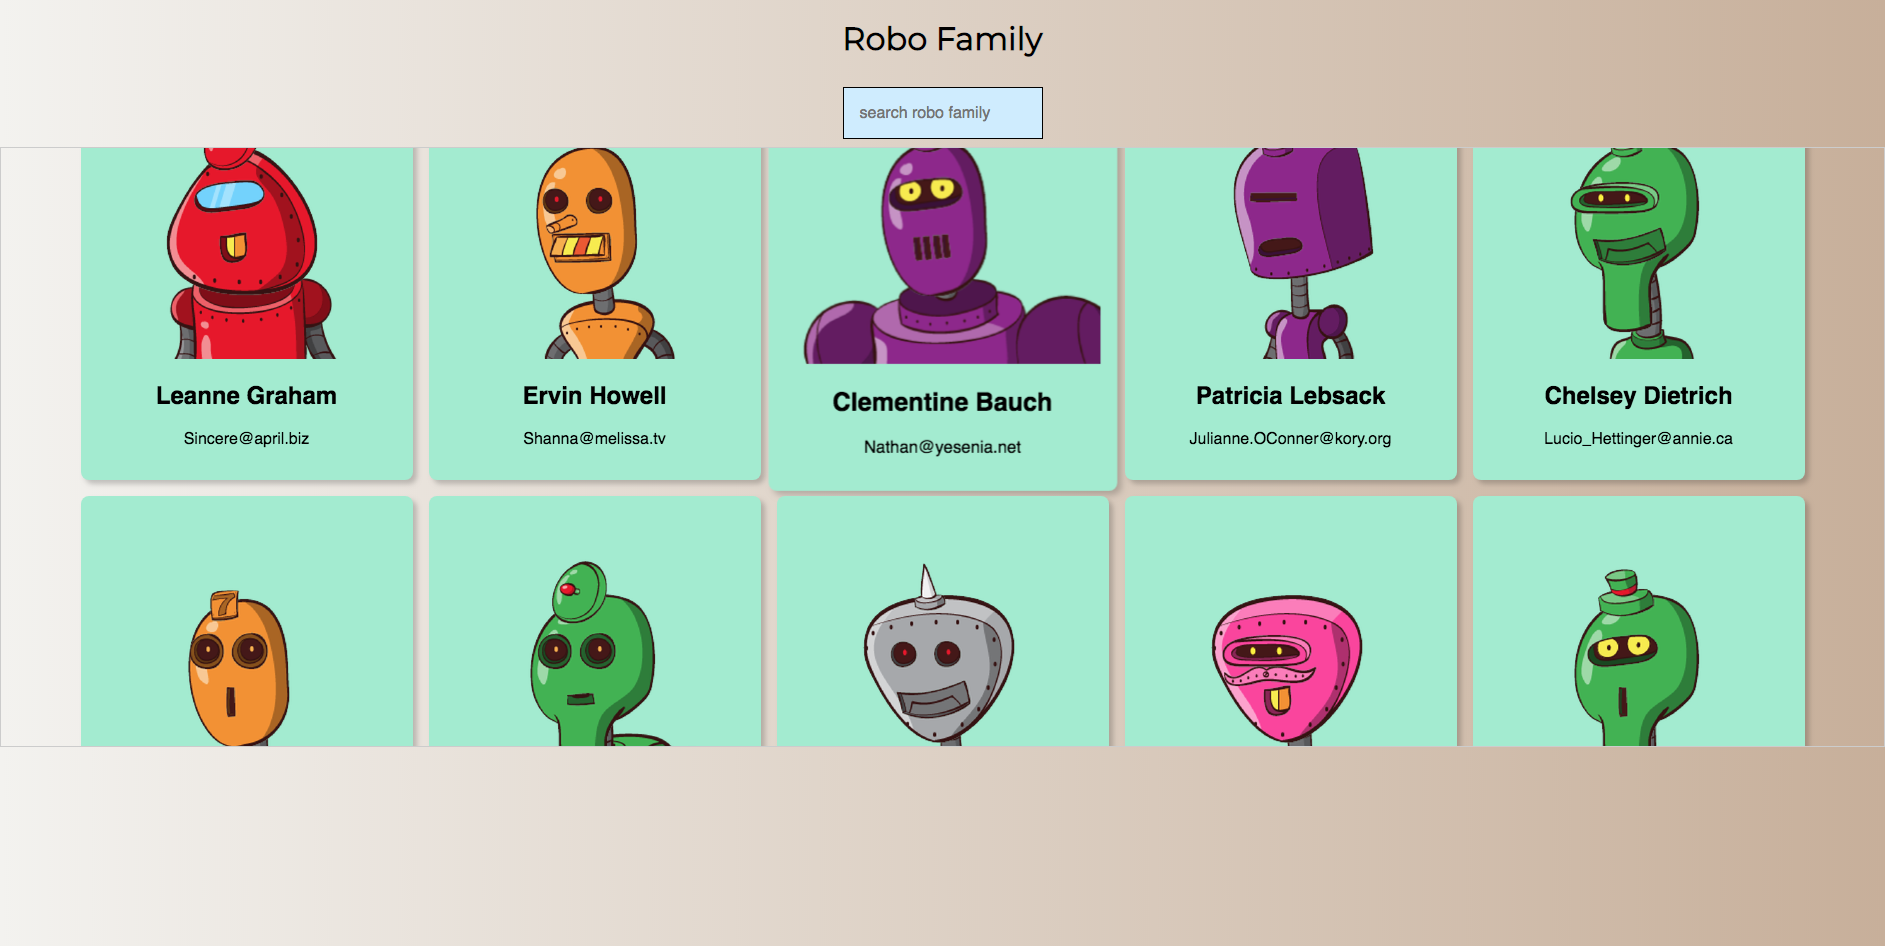 Robo Family
search robo family
Leanne Graham
Sincere@april.biz
Ervin Howell
Shanna@melissa.tv
Clementine Bauch
Nathan@yesenia.net
Patricia Lebsack
Julianne.OConner@kory.org
Chelsey Dietrich
Lucio_Hettinger@annie.ca
7